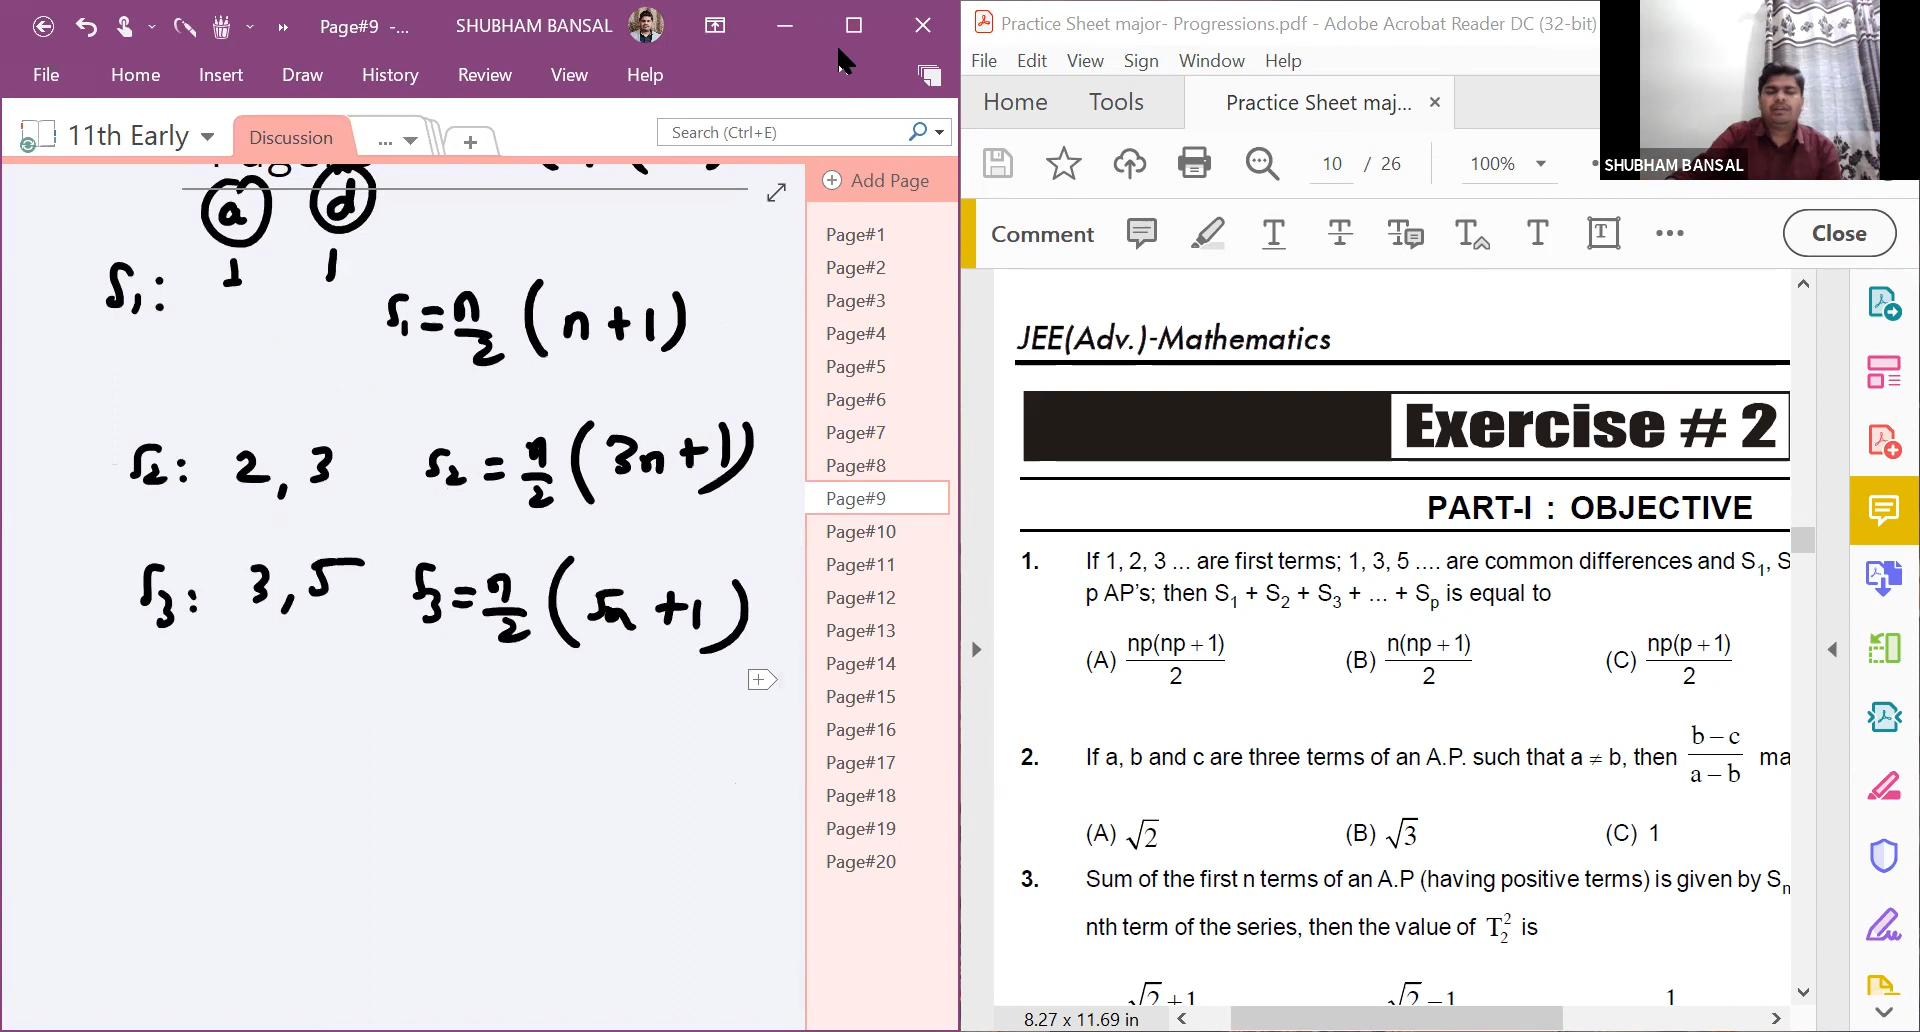 Page#9 -...
SHUBHAM BANSAL
File Home Insert Draw History Review View Help
11th Early
Discussion
...
+
Search (Ctrl+E)
Add Page
Page#1
Page#2
Page#3
Page#4
Page#5
Page#6
Page#7
Page#8
Page#9
Page#10
Page#11
Page#12
Page#13
Page#14
Page#15
Page#16
Page#17
Page#18
Page#19
Page#20
a d
S₁: 1 1
S₁ = n/2 (n+1)
S₂: 2, 3 S₂ = n/2 (3n+1)
S₃: 3, 5 S₃ = n/2 (5n+1)
Practice Sheet major- Progressions.pdf - Adobe Acrobat Reader DC (32-bit)
File Edit View Sign Window Help
Home Tools Practice Sheet maj... ×
10 / 26 100%
SHUBHAM BANSAL
Comment
Close
JEE(Adv.)-Mathematics
Exercise # 2
PART-I : OBJECTIVE
1. If 1, 2, 3 ... are first terms; 1, 3, 5 .... are common differences and S₁, S
p AP's; then S₁ + S₂ + S₃ + ... + Sₚ is equal to
(A) np(np + 1)/2 (B) n(np + 1)/2 (C) np(p + 1)/2
2. If a, b and c are three terms of an A.P. such that a ≠ b, then (b – c)/(a – b) ma
(A) √2 (B) √3 (C) 1
3. Sum of the first n terms of an A.P (having positive terms) is given by Sₙ
nth term of the series, then the value of T₂² is
√2 + 1 √2 – 1 1
8.27 x 11.69 in